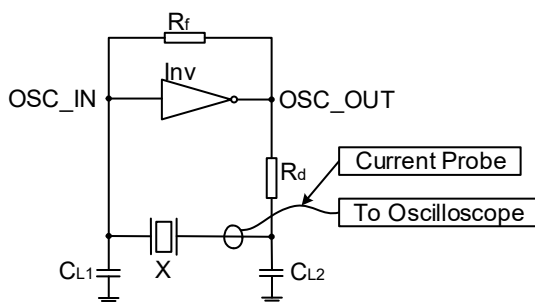 Rf
Inv
OSC_IN
OSC_OUT
Rd
Current Probe
To Oscilloscope
CL1
X
CL2